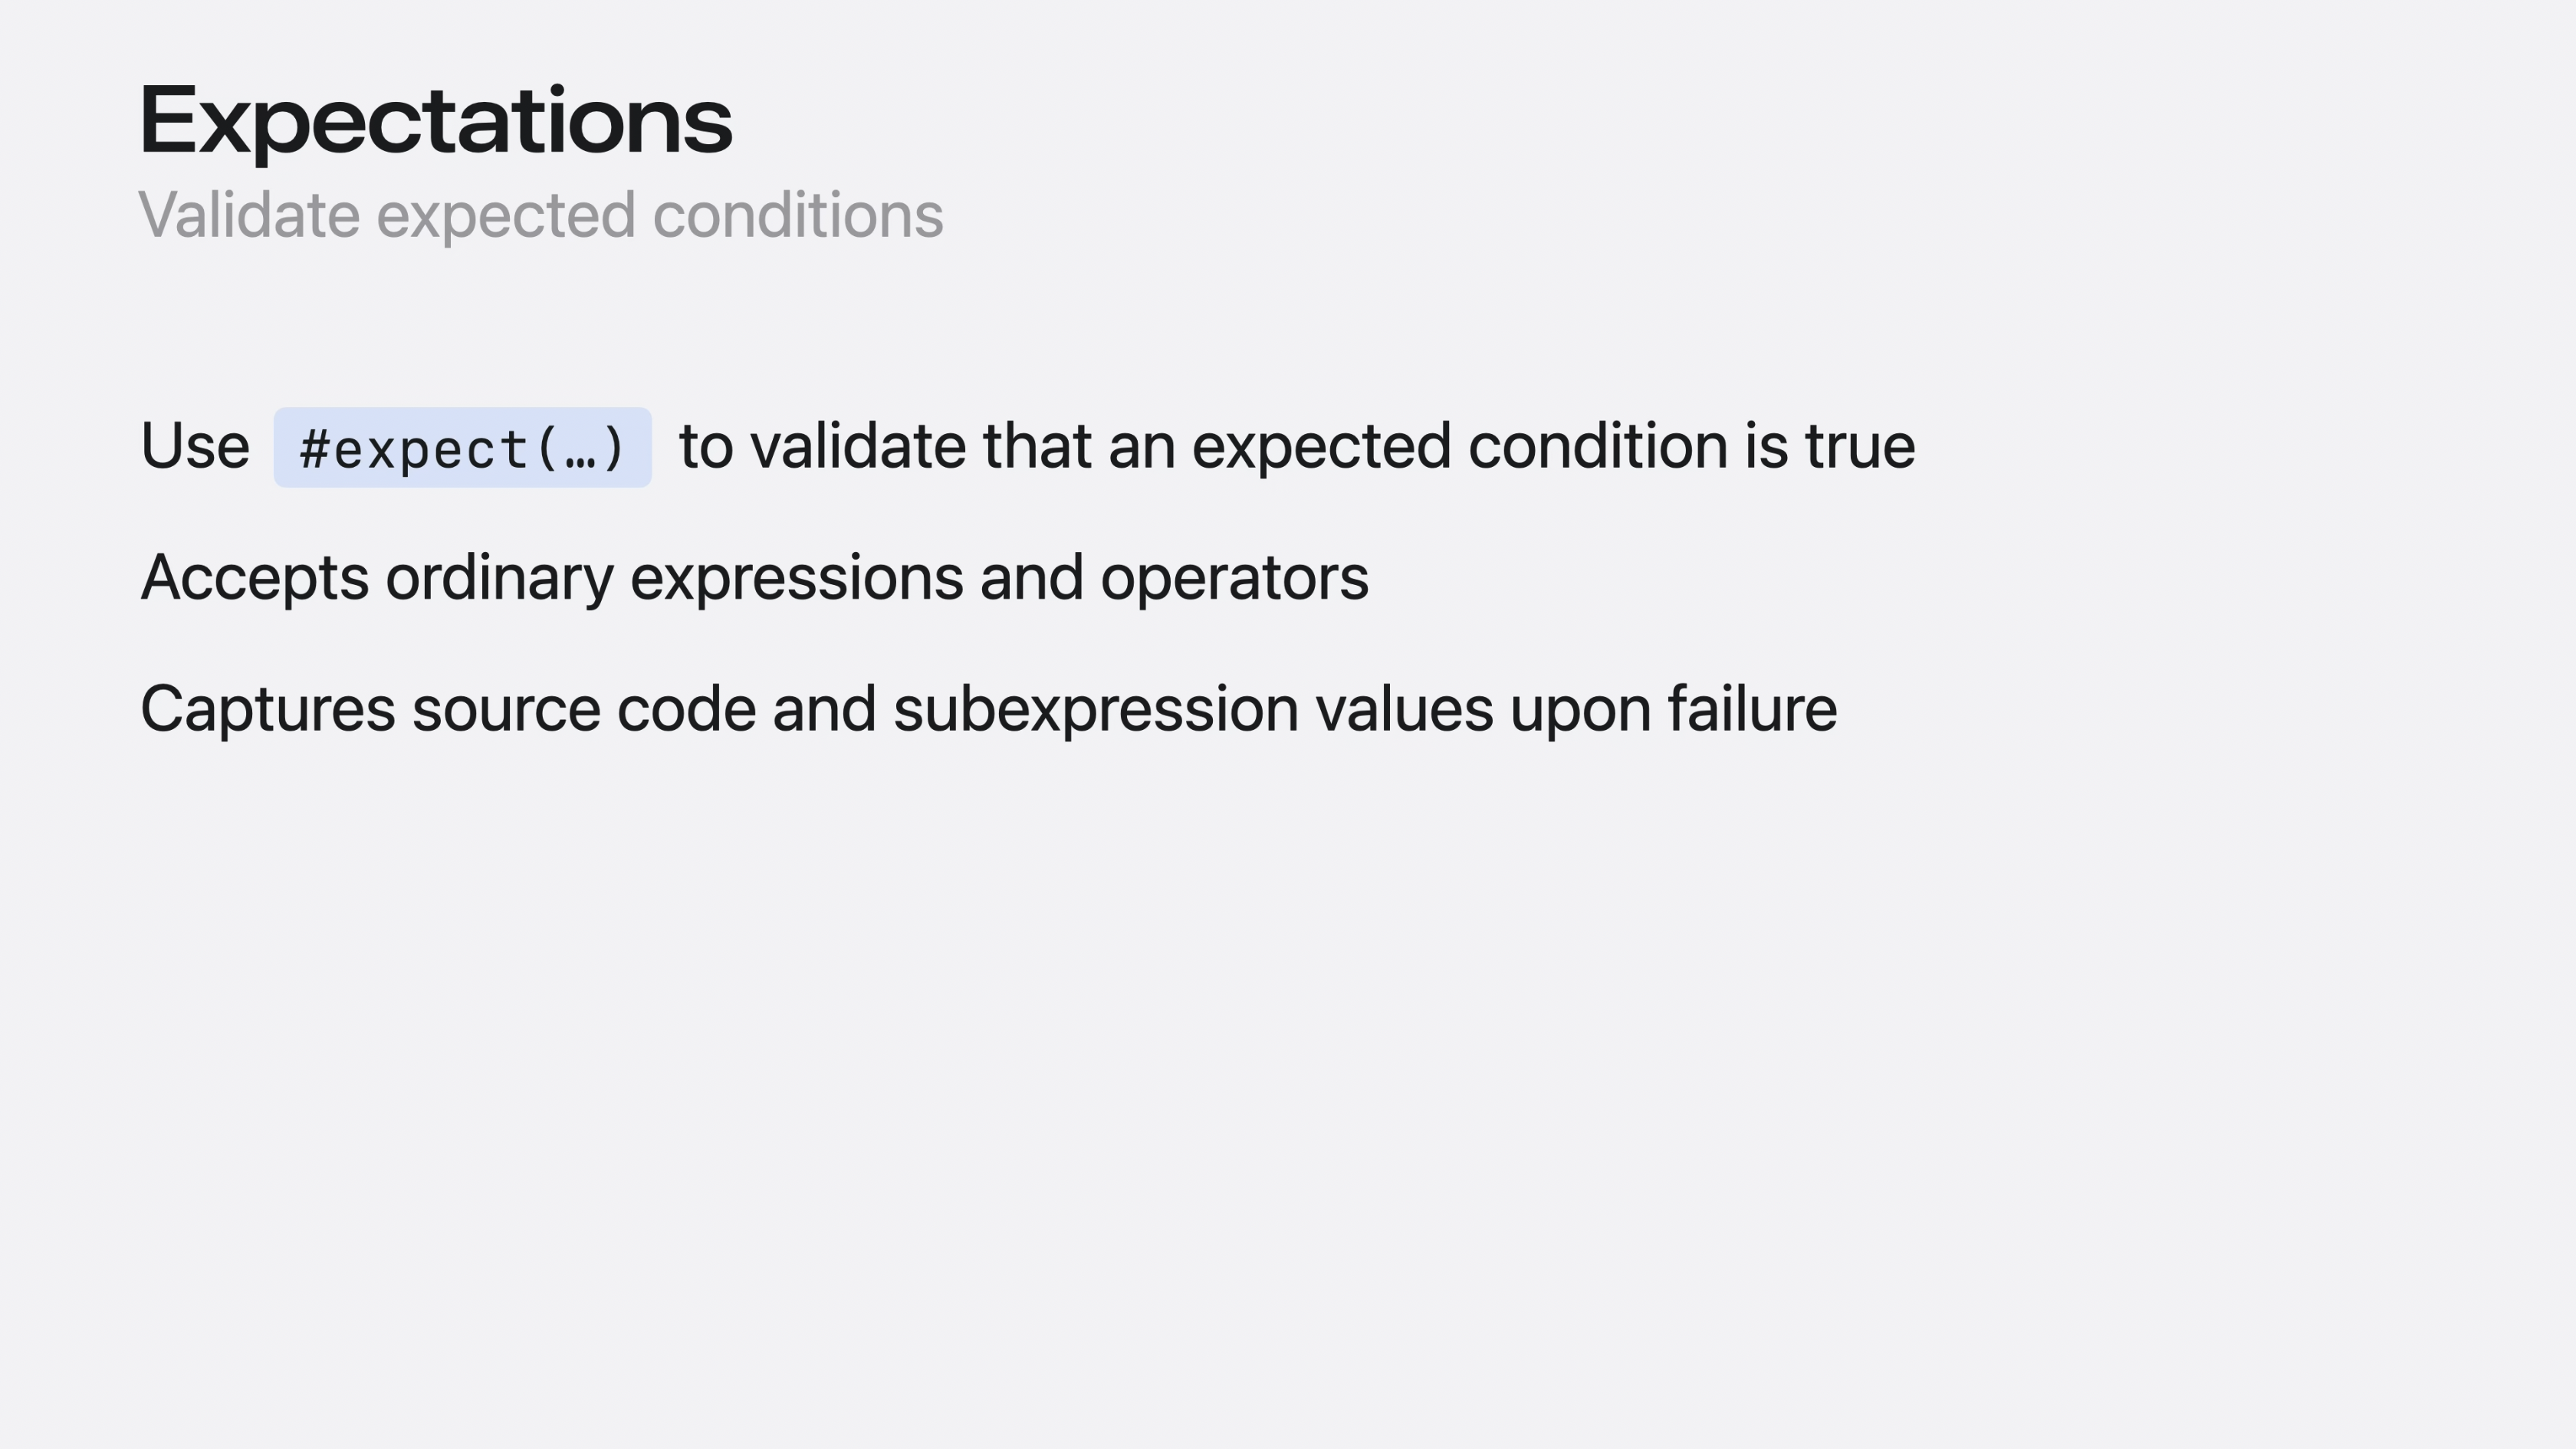 Expectations
Validate expected conditions
Use #expect(…) to validate that an expected condition is true
Accepts ordinary expressions and operators
Captures source code and subexpression values upon failure